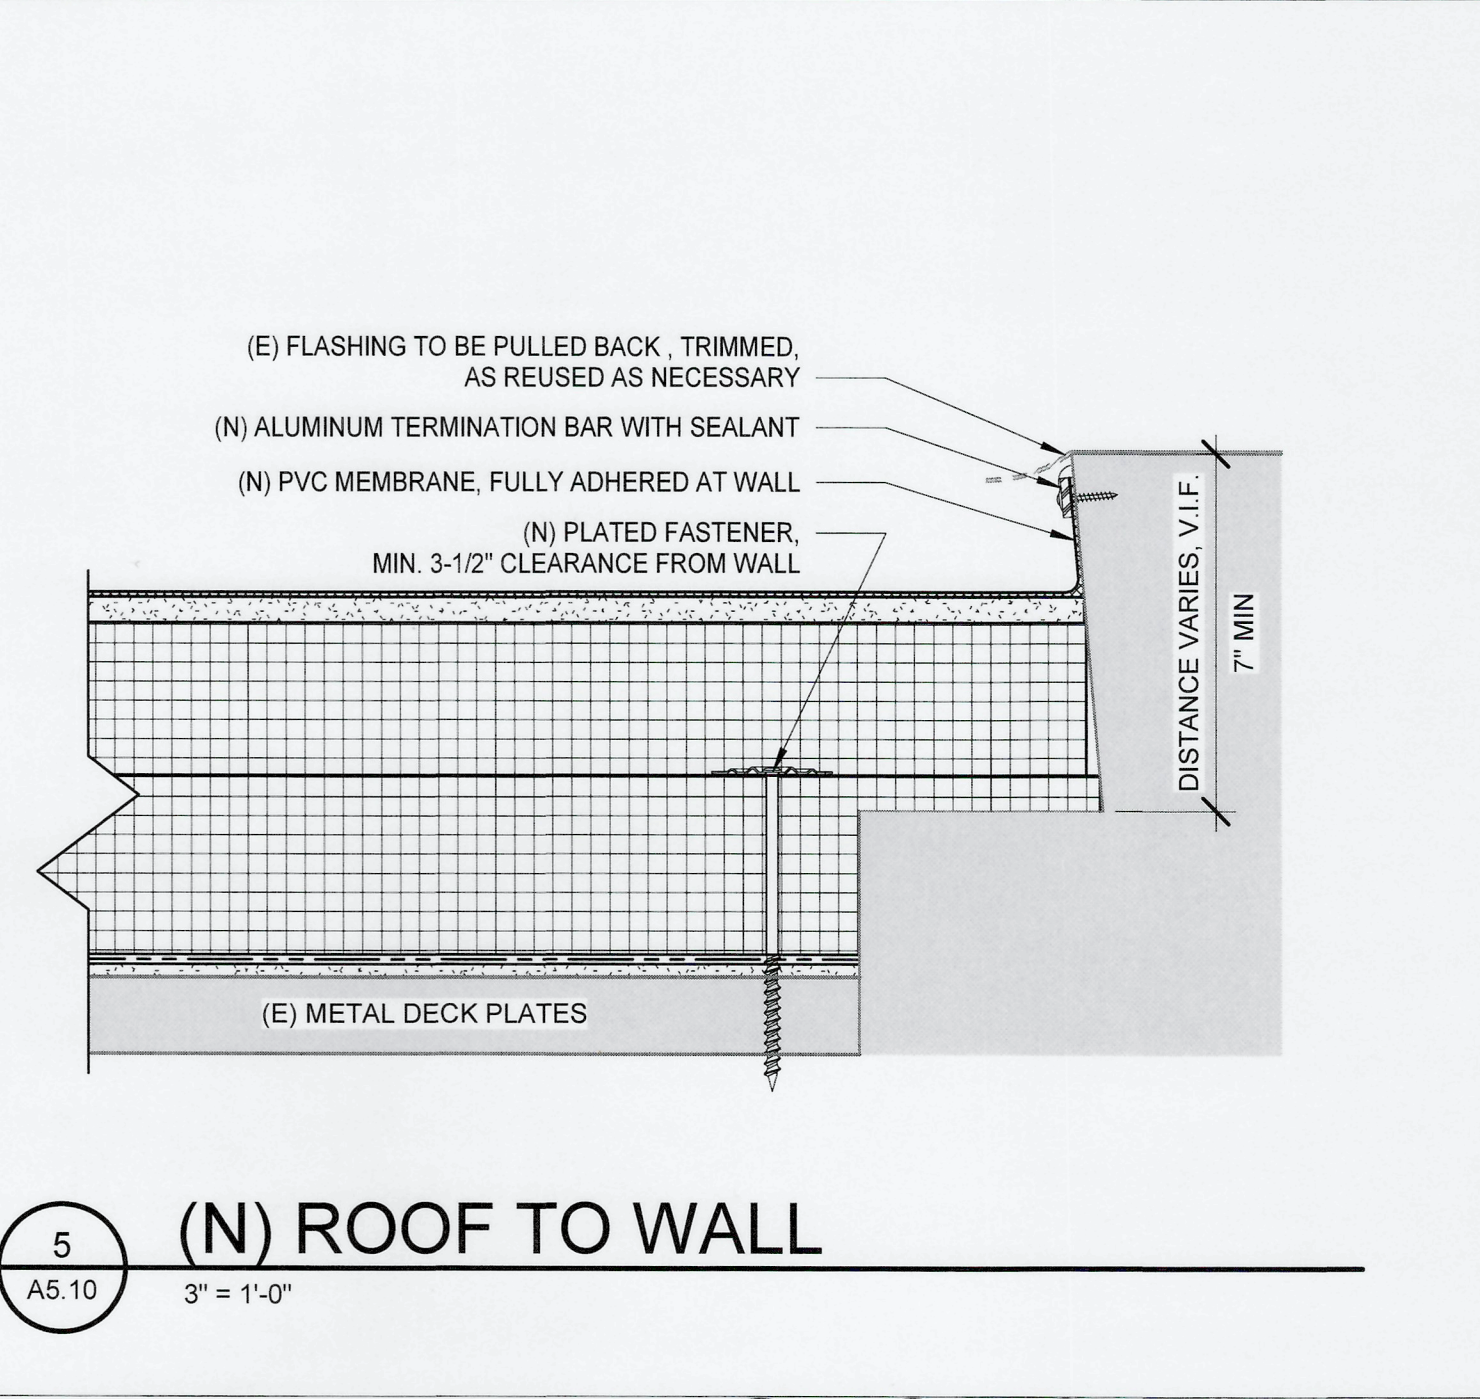 (E) FLASHING TO BE PULLED BACK , TRIMMED,
AS REUSED AS NECESSARY
(N) ALUMINUM TERMINATION BAR WITH SEALANT
(N) PVC MEMBRANE, FULLY ADHERED AT WALL
(N) PLATED FASTENER,
MIN. 3-1/2" CLEARANCE FROM WALL
DISTANCE VARIES, V.I.F.
7" MIN
(E) METAL DECK PLATES
5
A5.10
(N) ROOF TO WALL
3" = 1'-0"